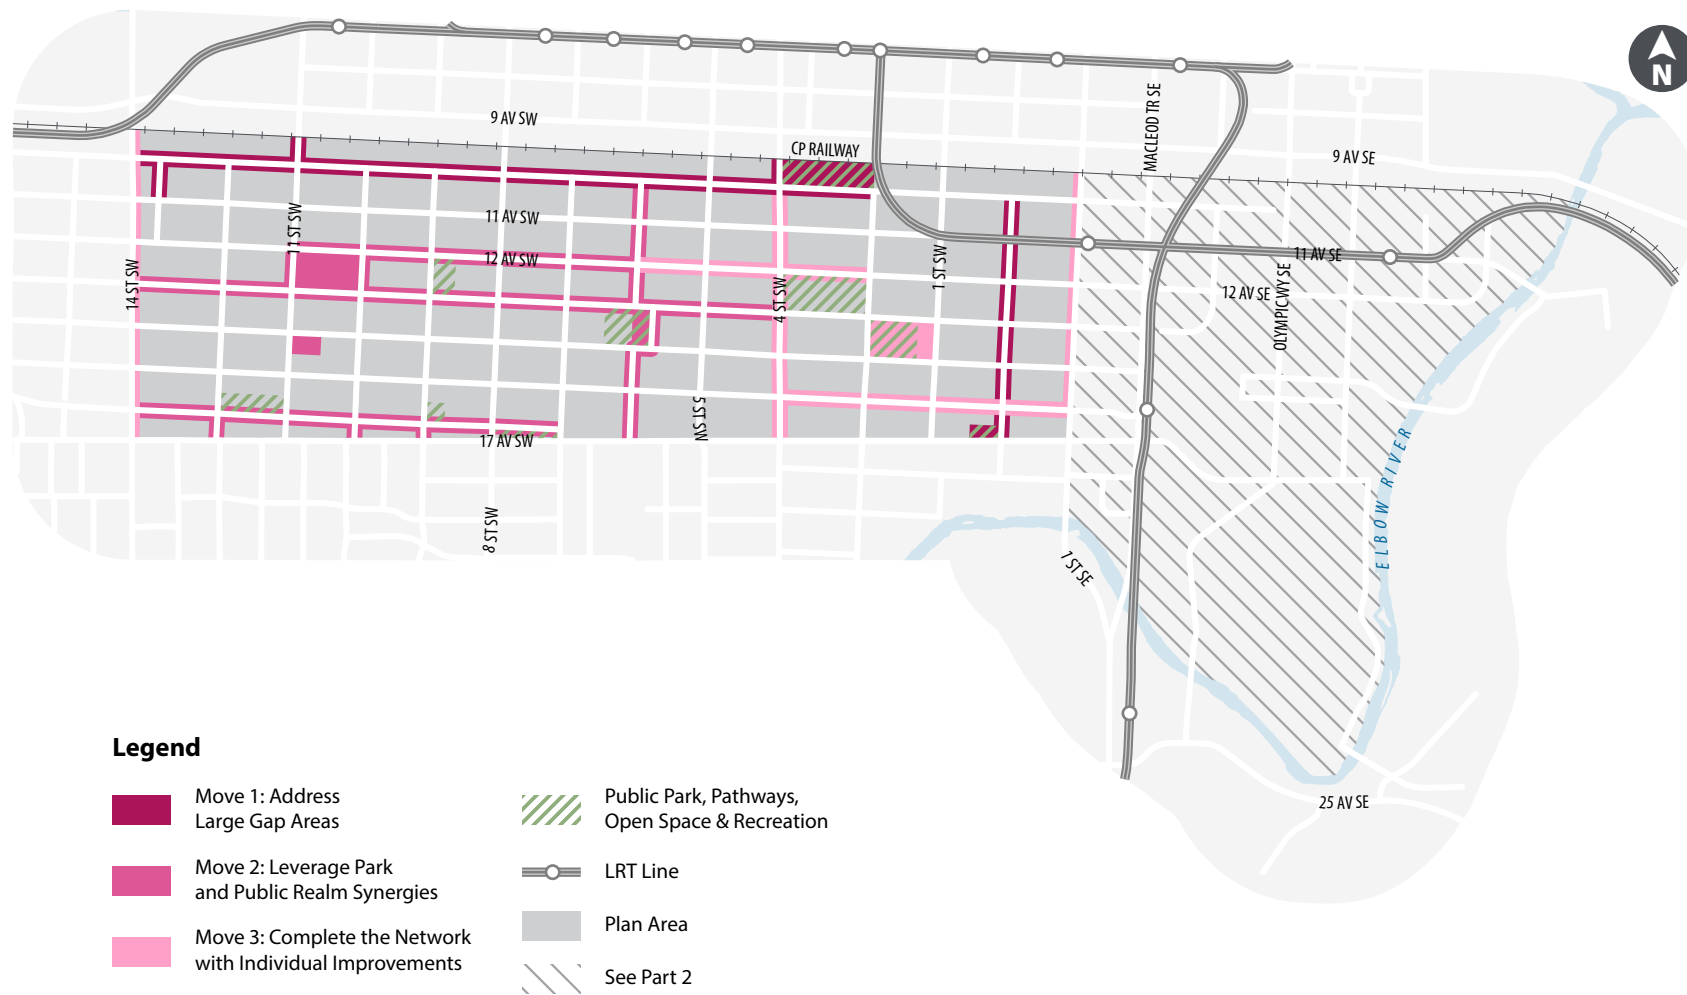 N
MACLEOD TR SE
9 AV SW
CP RAILWAY
9 AV SE
11 ST SW
11 AV SW
12 AV SW
14 ST SW
4 ST SW
1 ST SW
11 AV SE
12 AV SE
OLYMPIC WY SE
5 ST SW
17 AV SW
8 ST SW
ELBOW RIVER
1 ST SE
25 AV SE
Legend
Move 1: Address
Large Gap Areas
Move 2: Leverage Park
and Public Realm Synergies
Move 3: Complete the Network
with Individual Improvements
Public Park, Pathways,
Open Space & Recreation
LRT Line
Plan Area
See Part 2